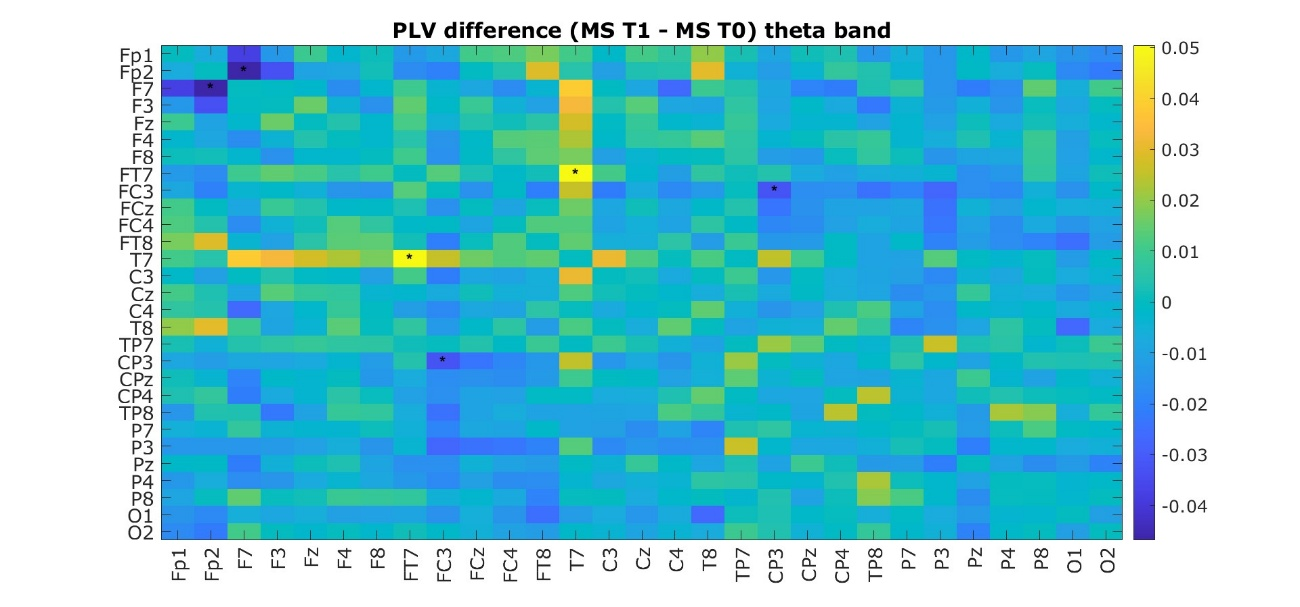 PLV difference (MS T1 - MS T0) theta band
Fp1
Fp2
F7
F3
Fz
F4
F8
FT7
FC3
FCz
FC4
FT8
T7
C3
Cz
C4
T8
TP7
CP3
CPz
CP4
TP8
P7
P3
Pz
P4
P8
O1
O2
* 
*
*
*
*
*
Fp1 Fp2 F7 F3 Fz F4 F8 FT7 FC3 FCz FC4 FT8 T7 C3 Cz C4 T8 TP7 CP3 CPz CP4 TP8 P7 P3 Pz P4 P8 O1 O2
0.05
0.04
0.03
0.02
0.01
0
-0.01
-0.02
-0.03
-0.04